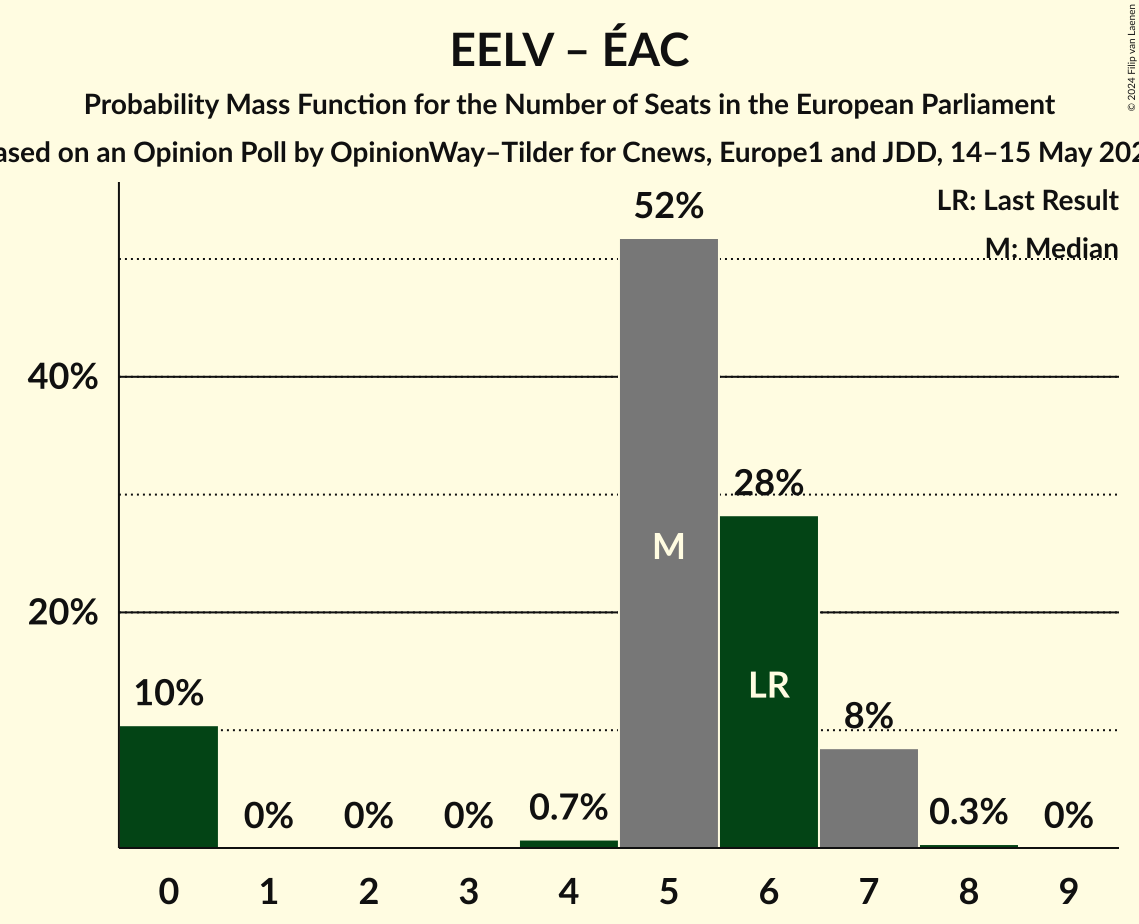 EELV – ÉAC
Probability Mass Function for the Number of Seats in the European Parliament
ased on an Opinion Poll by OpinionWay–Tilder for Cnews, Europe1 and JDD, 14–15 May 202
© 2024 Filip van Laenen
LR: Last Result
M: Median
52%
40%
28%
M
20%
LR
10%
8%
0%
0%
0%
0.7%
0.3%
0%
0
1
2
3
4
5
6
7
8
9